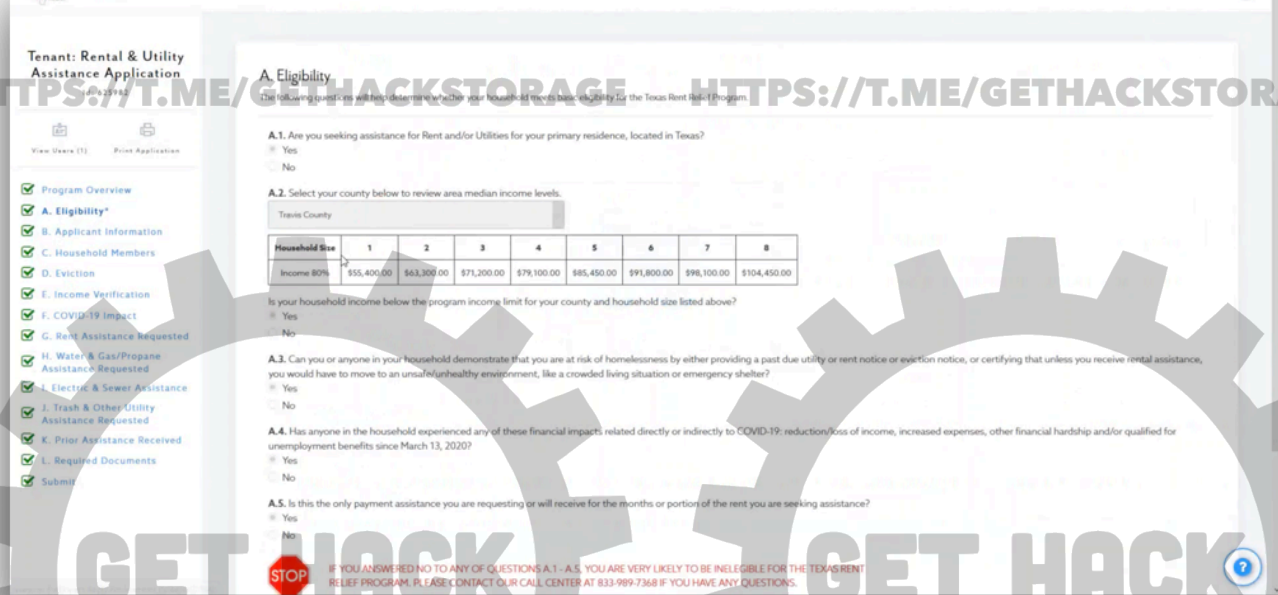 Tenant: Rental & Utility
Assistance Application
Id: 625982
View Users (1) Print Application
Program Overview
A. Eligibility*
B. Applicant Information
C. Household Members
D. Eviction
E. Income Verification
F. COVID-19 Impact
G. Rent Assistance Requested
H. Water & Gas/Propane
Assistance Requested
I. Electric & Sewer Assistance
J. Trash & Other Utility
Assistance Requested
K. Prior Assistance Received
L. Required Documents
Submit
A. Eligibility
TTPS://T.ME/GETHACKSTORAGE HTTPS://T.ME/GETHACKSTOR
The following questions will help determine whether your household meets basic eligibility for the Texas Rent Relief Program.
A.1. Are you seeking assistance for Rent and/or Utilities for your primary residence, located in Texas?
Yes
No
A.2. Select your county below to review area median income levels.
Travis County
Household Size 1 2 3 4 5 6 7 8
Income 80% $55,400.00 $63,300.00 $71,200.00 $79,100.00 $85,450.00 $91,800.00 $98,100.00 $104,450.00
Is your household income below the program income limit for your county and household size listed above?
Yes
No
A.3. Can you or anyone in your household demonstrate that you are at risk of homelessness by either providing a past due utility or rent notice or eviction notice, or certifying that unless you receive rental assistance,
you would have to move to an unsafe/unhealthy environment, like a crowded living situation or emergency shelter?
Yes
No
A.4. Has anyone in the household experienced any of these financial impacts related directly or indirectly to COVID-19: reduction/loss of income, increased expenses, other financial hardship and/or qualified for
unemployment benefits since March 13, 2020?
Yes
No
A.5. Is this the only payment assistance you are requesting or will receive for the months or portion of the rent you are seeking assistance?
Yes
No
STOP
IF YOU ANSWERED NO TO ANY OF QUESTIONS A.1 - A.5, YOU ARE VERY LIKELY TO BE INELEGIBLE FOR THE TEXAS RENT
RELIEF PROGRAM. PLEASE CONTACT OUR CALL CENTER AT 833-989-7368 IF YOU HAVE ANY QUESTIONS.
GET HACK GET HACK
?